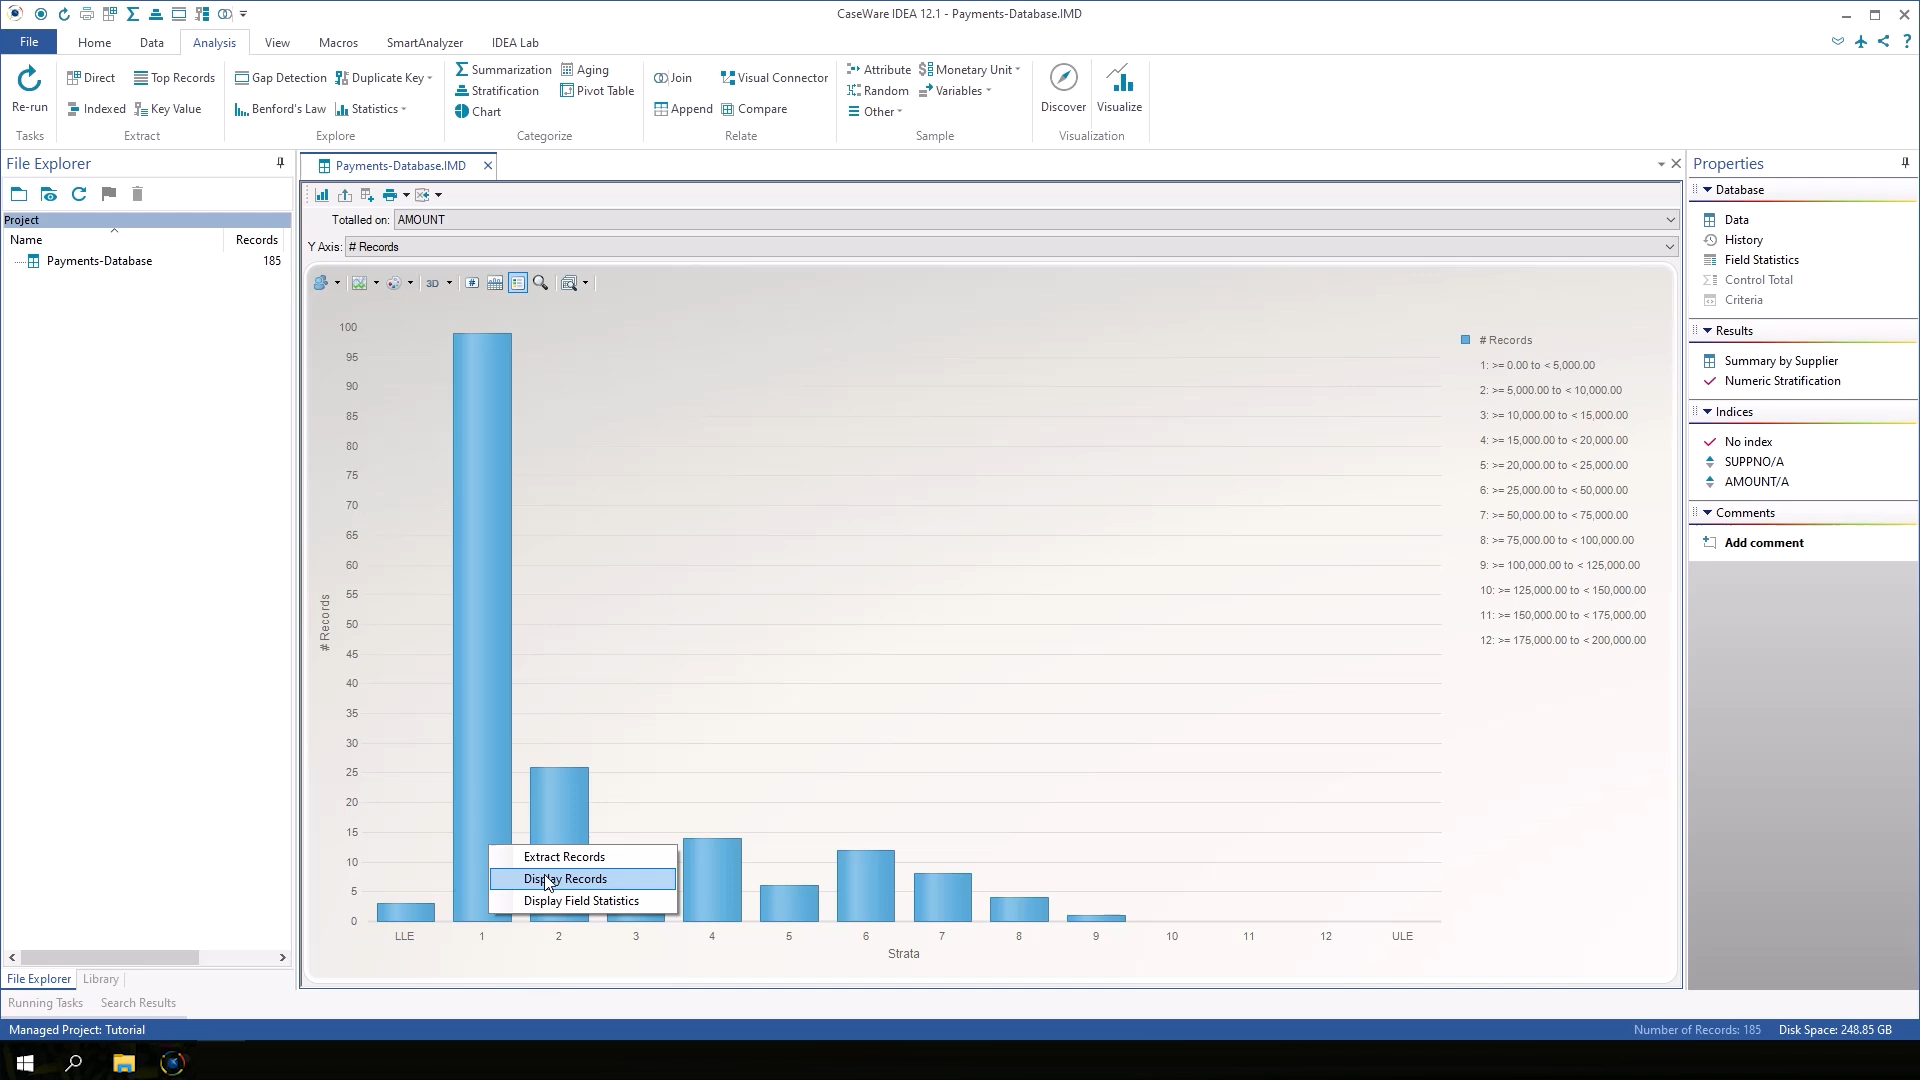 CaseWare IDEA 12.1 - Payments-Database.IMD
File Home Data Analysis View Macros SmartAnalyzer IDEA Lab
Re-run
Tasks
Direct Top Records
Indexed Key Value
Extract
Gap Detection Duplicate Key
Benford's Law Statistics
Explore
Summarization Aging
Stratification Pivot Table
Chart
Categorize
Join Visual Connector
Append Compare
Relate
Attribute Monetary Unit
Random Variables
Other
Sample
Discover Visualize
Visualization
File Explorer
Project
Name Records
Payments-Database 185
Payments-Database.IMD
Totalled on: AMOUNT
Y Axis: # Records
3D
#
100
95
90
85
80
75
70
65
60
55
50
45
40
35
30
25
20
15
10
5
0
# Records
LLE 1 2 3 4 5 6 7 8 9 10 11 12 ULE
Strata
Extract Records
Display Records
Display Field Statistics
# Records
1: >= 0.00 to < 5,000.00
2: >= 5,000.00 to < 10,000.00
3: >= 10,000.00 to < 15,000.00
4: >= 15,000.00 to < 20,000.00
5: >= 20,000.00 to < 25,000.00
6: >= 25,000.00 to < 50,000.00
7: >= 50,000.00 to < 75,000.00
8: >= 75,000.00 to < 100,000.00
9: >= 100,000.00 to < 125,000.00
10: >= 125,000.00 to < 150,000.00
11: >= 150,000.00 to < 175,000.00
12: >= 175,000.00 to < 200,000.00
Properties
Database
Data
History
Field Statistics
Control Total
Criteria
Results
Summary by Supplier
Numeric Stratification
Indices
No index
SUPPNO/A
AMOUNT/A
Comments
Add comment
File Explorer Library
Running Tasks Search Results
Managed Project: Tutorial
Number of Records: 185 Disk Space: 248.85 GB